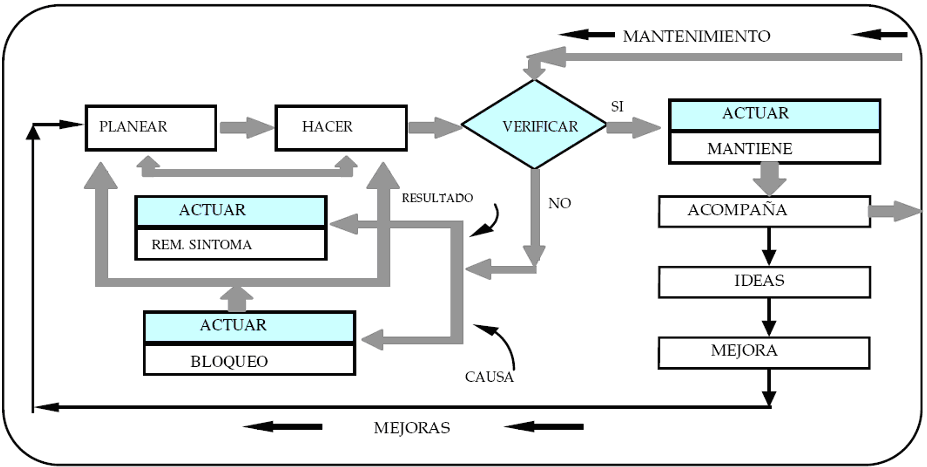 MANTENIMIENTO
SI
PLANEAR
HACER
VERIFICAR
ACTUAR
MANTIENE
RESULTADO
NO
ACTUAR
REM. SINTOMA
ACOMPAÑA
IDEAS
ACTUAR
BLOQUEO
MEJORA
CAUSA
MEJORAS